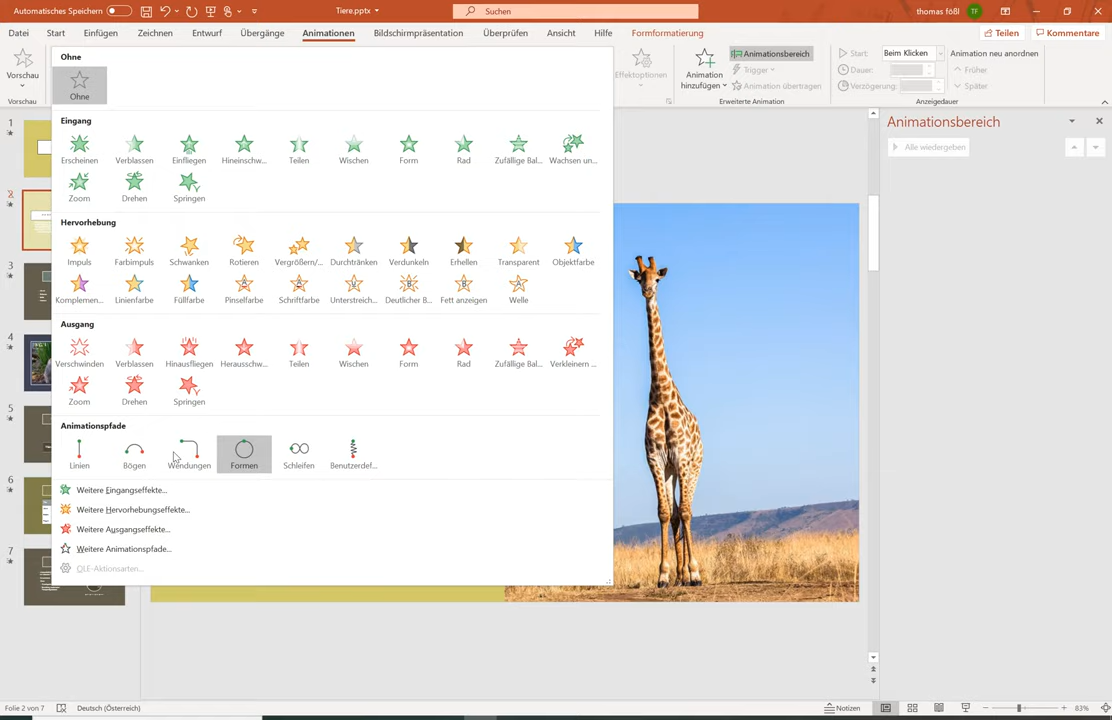 Automatisches Speichern
Tiere.pptx
Suchen
thomas fößl
TF
Datei Start Einfügen Zeichnen Entwurf Übergänge Animationen Bildschirmpräsentation Überprüfen Ansicht Hilfe Formformatierung
Teilen
Kommentare
Vorschau
Vorschau
Effektoptionen
Animation hinzufügen
Animationsbereich
Trigger
Animation übertragen
Erweiterte Animation
Start: Beim Klicken
Dauer:
Verzögerung:
Animation neu anordnen
Früher
Später
Anzeigedauer
Ohne
Ohne
Eingang
Erscheinen Verblassen Einfliegen Hineinschw... Teilen Wischen Form Rad Zufällige Bal... Wachsen un...
Zoom Drehen Springen
Hervorhebung
Impuls Farbimpuls Schwanken Rotieren Vergrößern/... Durchtränken Verdunkeln Erhellen Transparent Objektfarbe
Komplemen... Linienfarbe Füllfarbe Pinselfarbe Schriftfarbe Unterstreich... Deutlicher B... Fett anzeigen Welle
Ausgang
Verschwinden Verblassen Hinausfliegen Herausschw... Teilen Wischen Form Rad Zufällige Bal... Verkleinern ...
Zoom Drehen Springen
Animationspfade
Linien Bögen Wendungen Formen Schleifen Benutzerdef...
Weitere Eingangseffekte...
Weitere Hervorhebungseffekte...
Weitere Ausgangseffekte...
Weitere Animationspfade...
OLE-Aktionsarten...
1
2
3
4
5
6
7
Animationsbereich
Alle wiedergeben
Folie 2 von 7
Deutsch (Österreich)
Notizen
83%